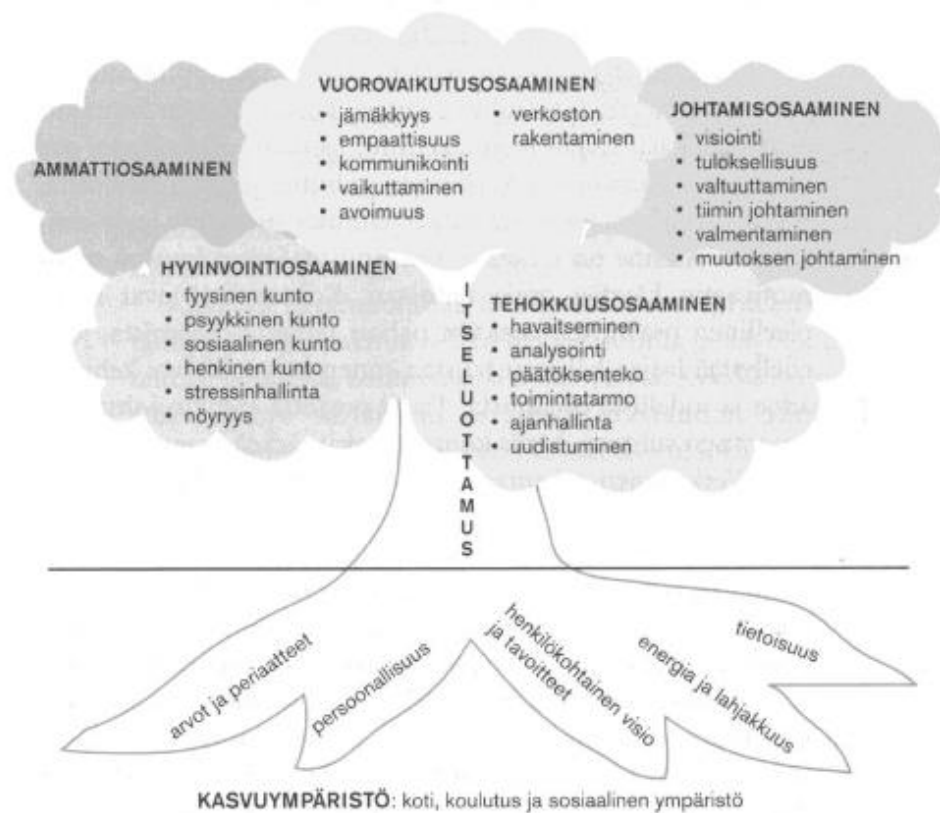 VUOROVAIKUTUSOSAAMINEN
• jämäkkyys
• empaattisuus
• kommunikointi
• vaikuttaminen
• avoimuus
• verkoston
rakentaminen
JOHTAMISOSAAMINEN
• visiointi
• tuloksellisuus
• valtuuttaminen
• tiimin johtaminen
• valmentaminen
• muutoksen johtaminen
AMMATTIOSAAMINEN
HYVINVOINTIOSAAMINEN
• fyysinen kunto
• psyykkinen kunto
• sosiaalinen kunto
• henkinen kunto
• stressinhallinta
• nöyryys
ITSELUOTTAMUS
TEHOKKUUSOSAAMINEN
• havaitseminen
• analysointi
• päätöksenteko
• toimintatarmo
• ajanhallinta
• uudistuminen
arvot ja periaatteet
persoonallisuus
henkilökohtainen visio
ja tavoitteet
energia ja lahjakkuus
tietoisuus
KASVUYMPÄRISTÖ: koti, koulutus ja sosiaalinen ympäristö